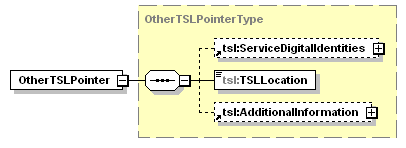 OtherTSLPointerType
tsl:ServiceDigitalIdentities
OtherTSLPointer
tsl:TSLLocation
tsl:AdditionalInformation